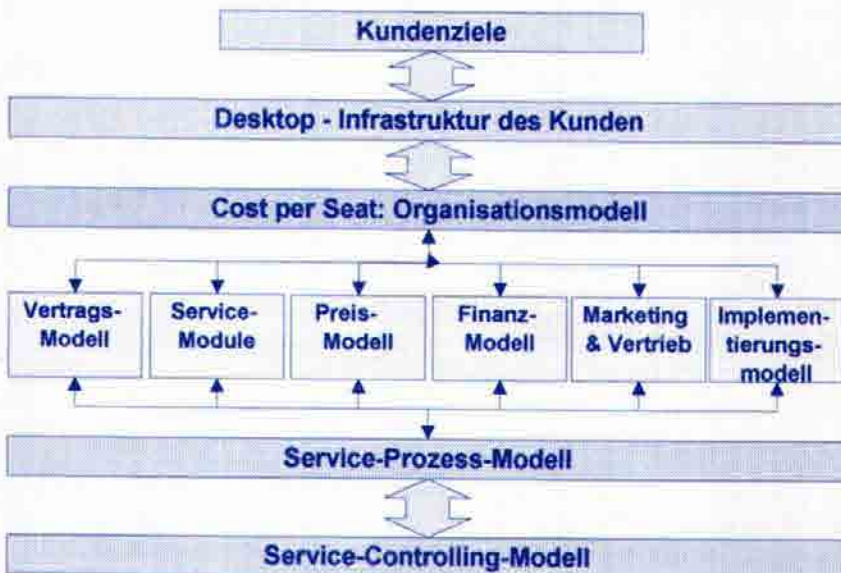 Kundenziele
Desktop - Infrastruktur des Kunden
Cost per Seat: Organisationsmodell
Vertrags-
Modell
Service-
Module
Preis-
Modell
Finanz-
Modell
Marketing
& Vertrieb
Implemen-
tierungs-
modell
Service-Prozess-Modell
Service-Controlling-Modell